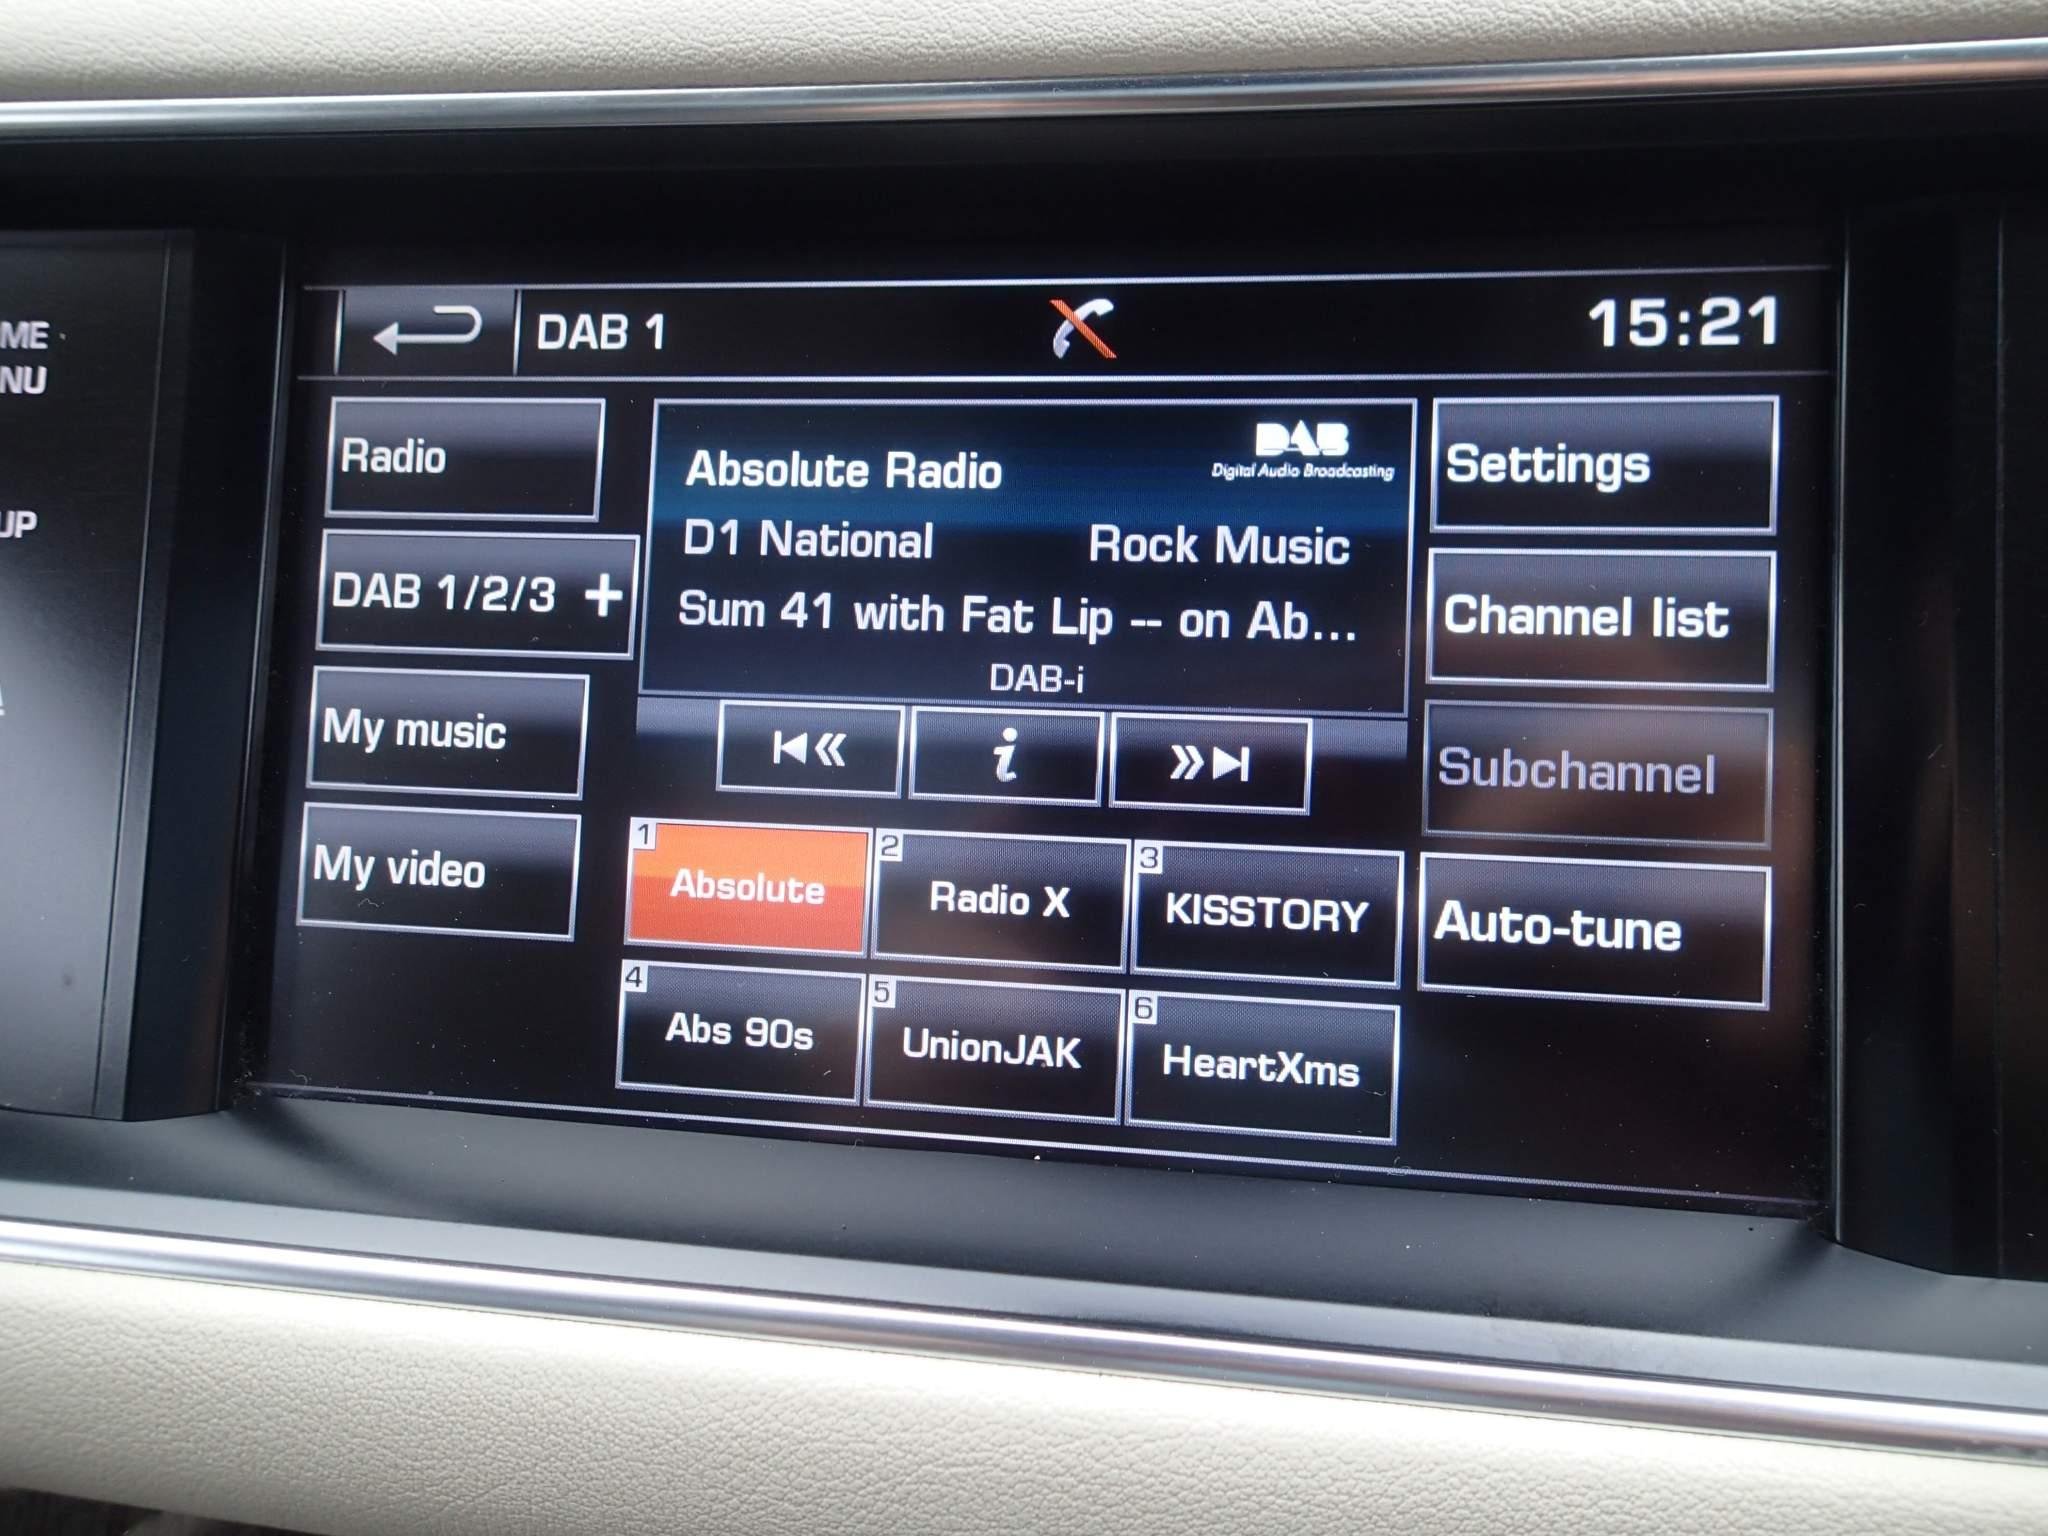 DAB 1
15:21
Radio
DAB 1/2/3 +
My music
My video
Absolute Radio
DAB
Digital Audio Broadcasting
D1 National
Rock Music
Sum 41 with Fat Lip -- on Ab...
DAB-i
i
1
Absolute
2
Radio X
3
KISSTORY
4
Abs 90s
5
UnionJAK
6
HeartXms
Settings
Channel list
Subchannel
Auto-tune
ME
NU
UP